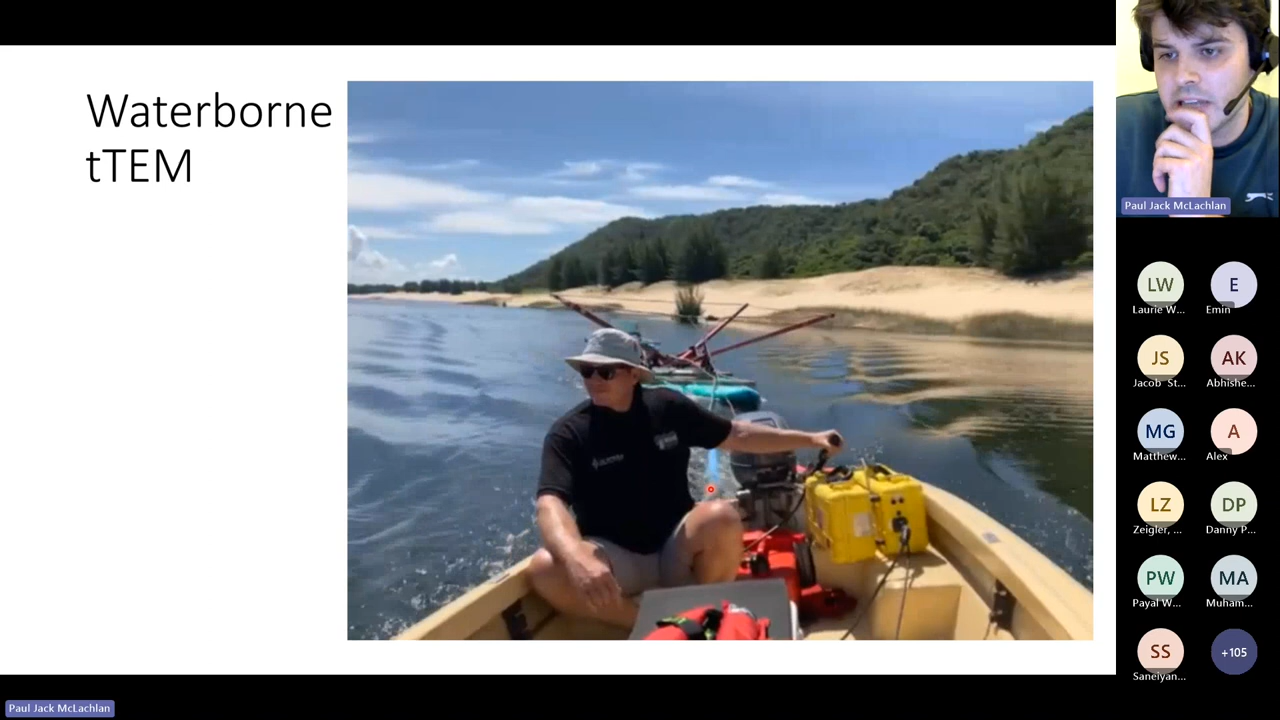 Waterborne
tTEM
Paul Jack McLachlan
LW
E
Laurie W...
Emin
JS
AK
Jacob St...
Abhishe...
MG
A
Matthew...
Alex
LZ
DP
Zeigler, ...
Danny P...
PW
MA
Payal W...
Muham...
SS
+105
Saneiyan...
Paul Jack McLachlan